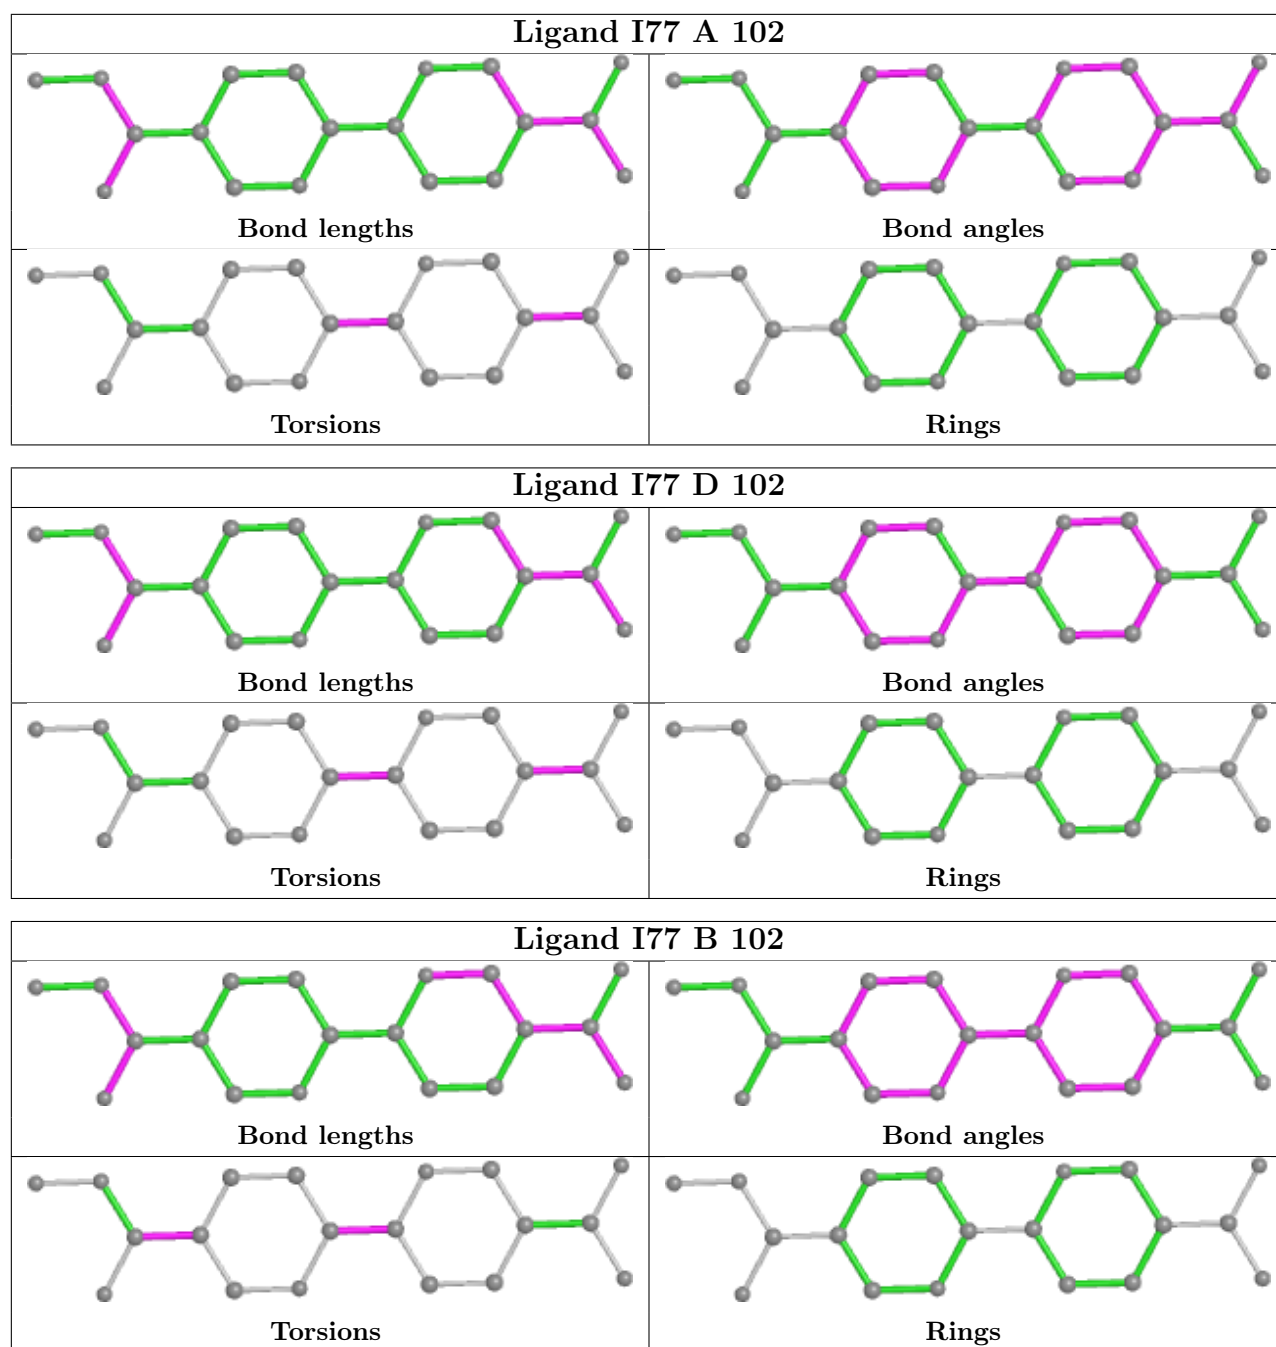 Ligand I77 A 102
Bond lengths
Bond angles
Torsions
Rings
Ligand I77 D 102
Bond lengths
Bond angles
Torsions
Rings
Ligand I77 B 102
Bond lengths
Bond angles
Torsions
Rings